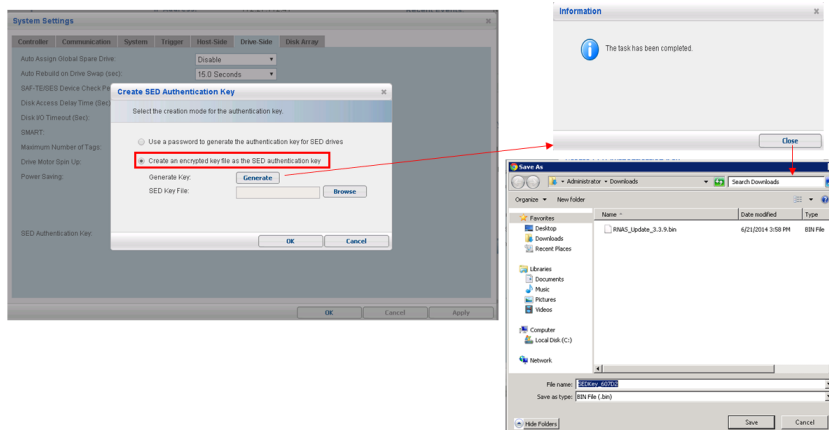 System Settings
Controller Communication System Trigger Host-Side Drive-Side Disk Array
Auto Assign Global Spare Drive: Disable
Auto Rebuild on Drive Swap (sec): 15.0 Seconds
SAF-TE/SES Device Check Pe
Disk Access Delay Time (Sec)
Disk I/O Timeout (Sec):
SMART:
Maximum Number of Tags:
Drive Motor Spin Up:
Power Saving:
SED Authentication Key:
OK Cancel Apply
Create SED Authentication Key
Select the creation mode for the authentication key.
Use a password to generate the authentication key for SED drives
Create an encrypted key file as the SED authentication key
Generate Key: Generate
SED Key File: Browse
OK Cancel
Information
The task has been completed.
Close
Save As
Administrator Downloads Search Downloads
Organize New folder
Favorites
Desktop
Downloads
Recent Places
Libraries
Documents
Music
Pictures
Videos
Computer
Local Disk (C:)
Network
Name Date modified Type
RNAS_Update_3.3.9.bin 6/21/2014 3:58 PM BIN File
File name: SEDKey_607D2
Save as type: BIN File (.bin)
Hide Folders Save Cancel